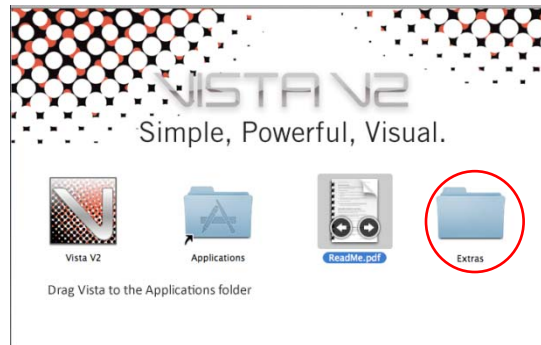 VISTA V2
Simple, Powerful, Visual.
Vista V2 Applications ReadMe.pdf Extras
Drag Vista to the Applications folder